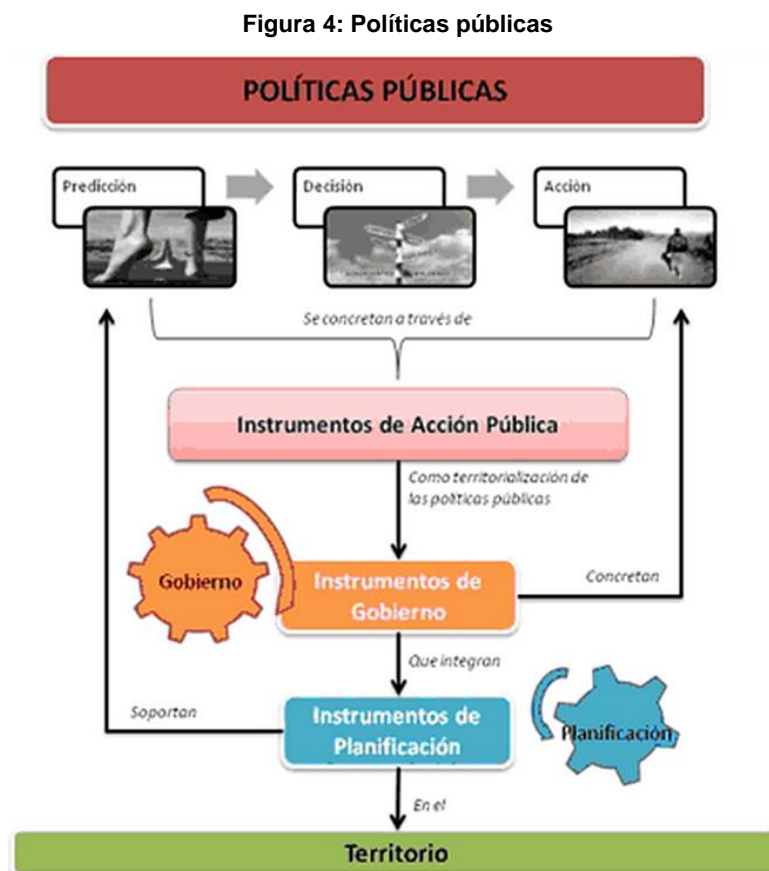 Figura 4: Políticas públicas
POLÍTICAS PÚBLICAS
Predicción
Decisión
Acción
Se concretan a través de
Instrumentos de Acción Pública
Como territorialización de
las políticas públicas
Gobierno
Instrumentos de
Gobierno
Concretan
Que integran
Soportan
Instrumentos de
Planificación
Planificación
En el
Territorio